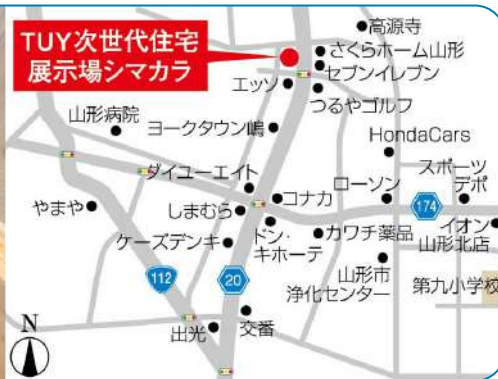 TUY次世代住宅
展示場シマカラ
高源寺
さくらホーム山形
セブンイレブン
エッソ
つるやゴルフ
山形病院
ヨークタウン嶋
HondaCars
ダイユーエイト
スポーツ
デポ
コナカ
ローソン
174
やまや
しまむら
イオン
山形北店
ケーズデンキ
ドン・
キホーテ
カワチ薬品
山形市
浄化センター
第九小学校
112
20
出光
交番
N